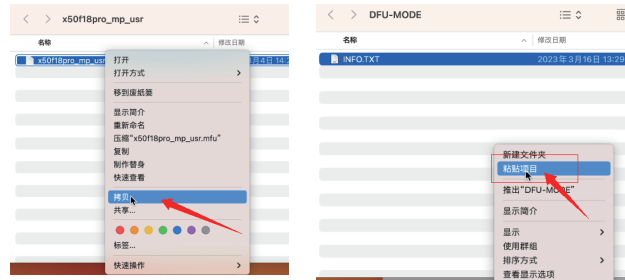 x50f18pro_mp_usr
名称
修改日期
x50f18pro_mp_usr
打开
打开方式
移到废纸篓
显示简介
重新命名
压缩"x50f18pro_mp_usr.mfu"
复制
制作替身
快速查看
拷贝
共享...
标签...
快速操作
DFU-MODE
名称
修改日期
INFO.TXT
2023年3月16日 13:29
新建文件夹
粘贴项目
推出"DFU-MODE"
显示简介
显示
使用群组
排序方式
查看显示选项